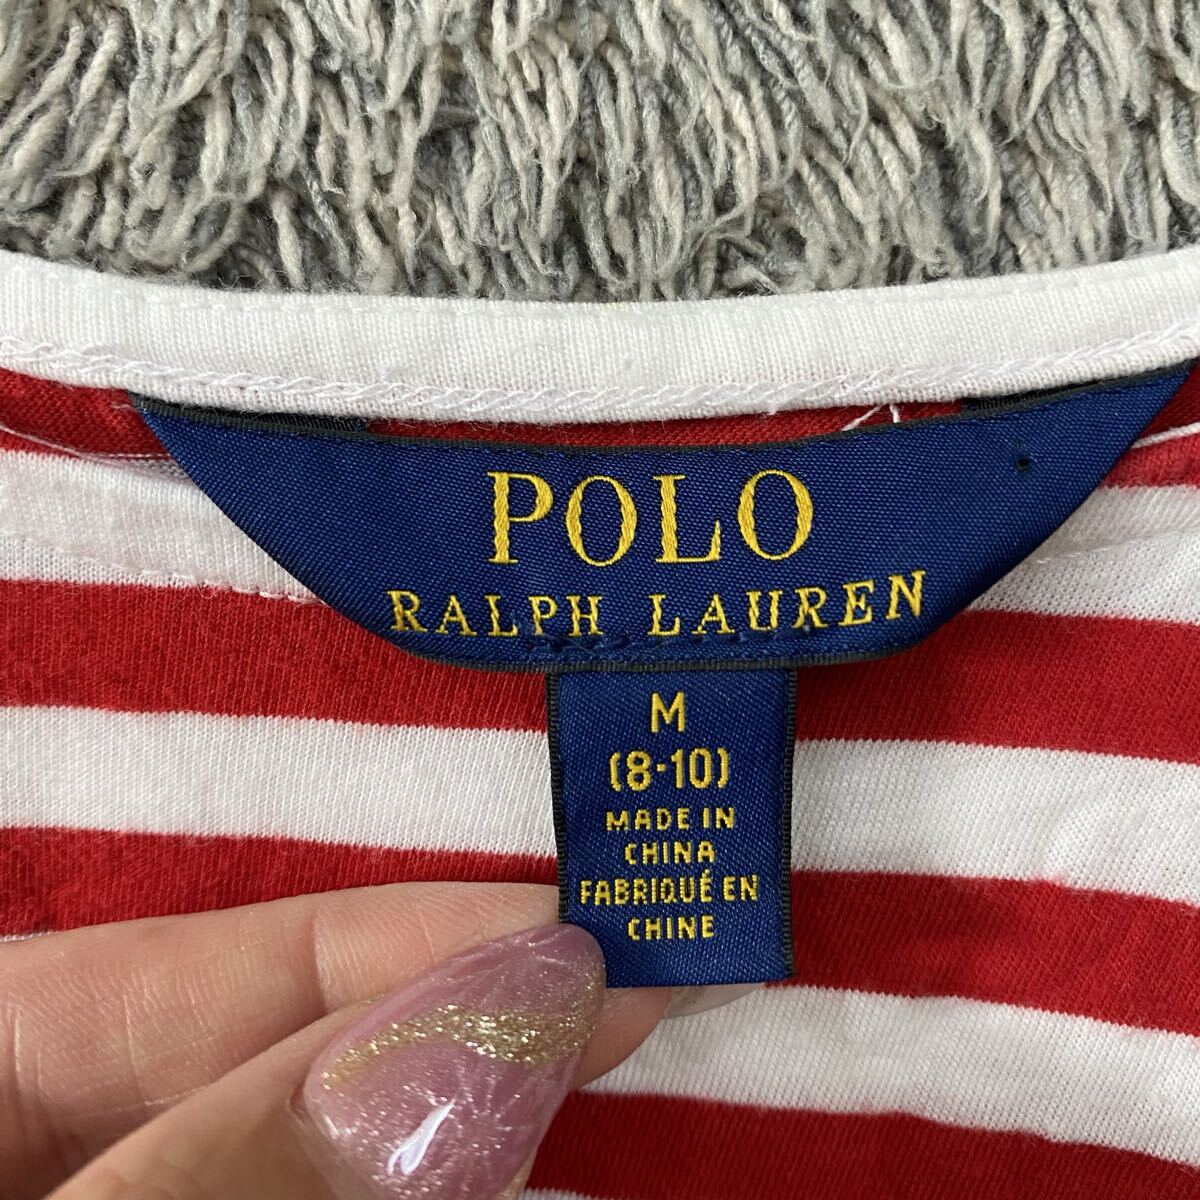 POLO
RALPH LAUREN
M
(8-10)
MADE IN
CHINA
FABRIQUÉ EN
CHINE